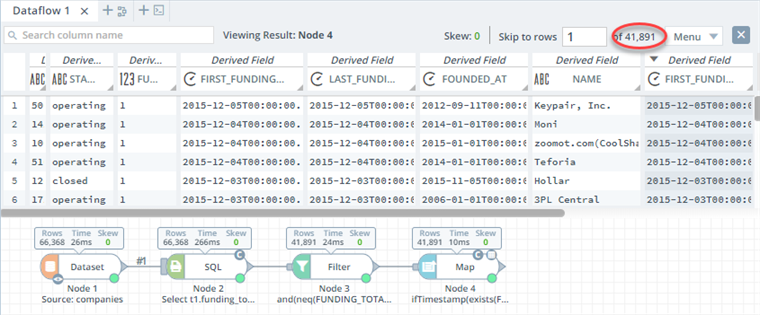 Dataflow 1
Search column name
Viewing Result: Node 4
Skew: 0
Skip to rows 1 of 41,891
Menu
D Derive... Derive... Derived Field Derived Field Derived Field Derived Field Derived Field
ABC ABC STA... 123 FU... FIRST_FUNDING... LAST_FUNDI... FOUNDED_AT ABC NAME FIRST_FUNDI...
1 50 operating 1 2015-12-05T00:00:00. 2015-12-05T00:00:0 2012-09-11T00:00:0 Keypair, Inc. 2015-12-05T00:00:0
2 14 operating 1 2015-12-04T00:00:00. 2015-12-04T00:00:0 2014-01-01T00:00:0 Moni 2015-12-04T00:00:0
3 10 operating 1 2015-12-04T00:00:00. 2015-12-04T00:00:0 2015-01-01T00:00:0 zoomot.com(CoolSha 2015-12-04T00:00:0
4 51 operating 1 2015-12-04T00:00:00. 2015-12-04T00:00:0 2014-01-01T00:00:0 Teforia 2015-12-04T00:00:0
5 12 closed 1 2015-12-03T00:00:00. 2015-12-03T00:00:0 2015-11-05T00:00:0 Hollar 2015-12-03T00:00:0
6 17 operating 1 2015-12-03T00:00:00. 2015-12-03T00:00:0 2006-01-01T00:00:0 3PL Central 2015-12-03T00:00:0
Rows Time Skew Rows Time Skew Rows Time Skew Rows Time Skew
66,368 26ms 0 66,368 266ms 0 41,891 24ms 0 41,891 10ms 0
Dataset #1 SQL Filter Map
Node 1 Node 2 Node 3 Node 4
Source: companies Select t1.funding_to... and(neq(FUNDING_TOTA... ifTimestamp(exists(F...